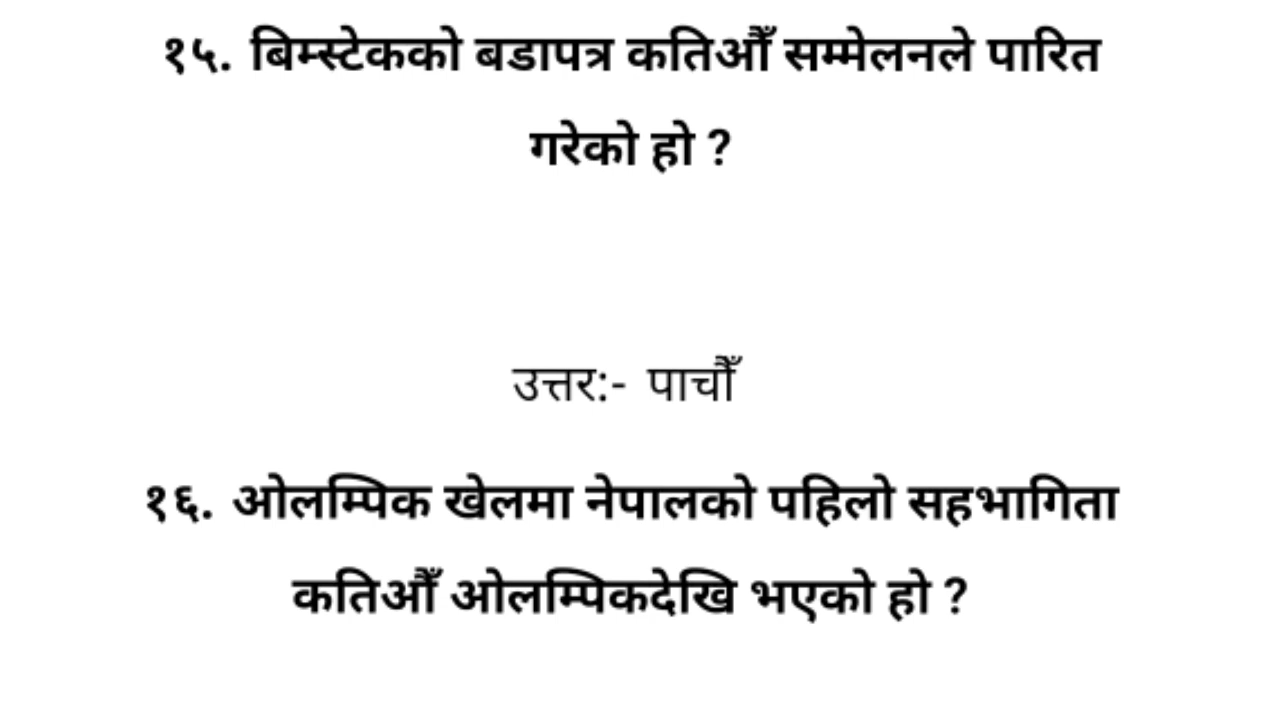 १५. बिम्स्टेकको बडापत्र कतिऔँ सम्मेलनले पारित
गरेको हो ?
उत्तर:- पाचौँ
१६. ओलम्पिक खेलमा नेपालको पहिलो सहभागिता
कतिऔँ ओलम्पिकदेखि भएको हो ?